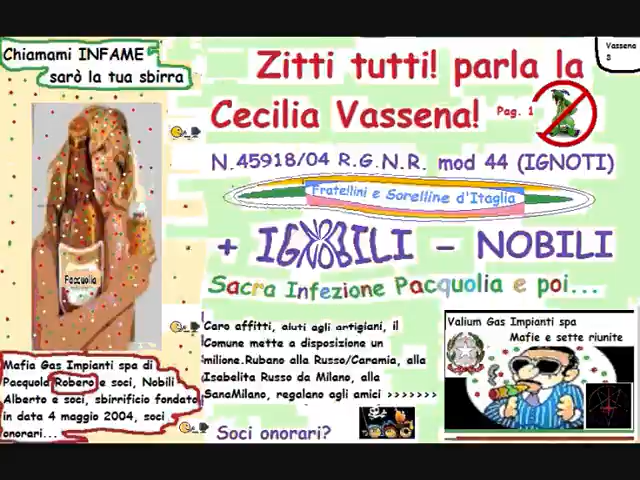 Chiamami INFAME
sarò la tua sbirra
Zitti tutti! parla la
Cecilia Vassena!
Pag. 1
Vassena
N.45918/04 R.G.N.R. mod 44 (IGNOTI)
Fratellini e Sorelline d'Itaglia
+ IGNOBILI - NOBILI
Sacra Infezione Pacquolia e poi...
Pacquolia
Caro affitti, aiuti agli artigiani, il
Comune mette a disposizione un
milione.Rubano alla Russo/Caramia, alla
Isabelita Russo da Milano, alla
SanaMilano, regalano agli amici >>>>>>>
Soci onorari?
Valium Gas Impianti spa
Mafie e sette riunite
Mafia Gas Impianti spa di
Pacquola Robero e soci, Nobili
Alberto e soci, sbirrificio fondato
in data 4 maggio 2004, soci
onorari...